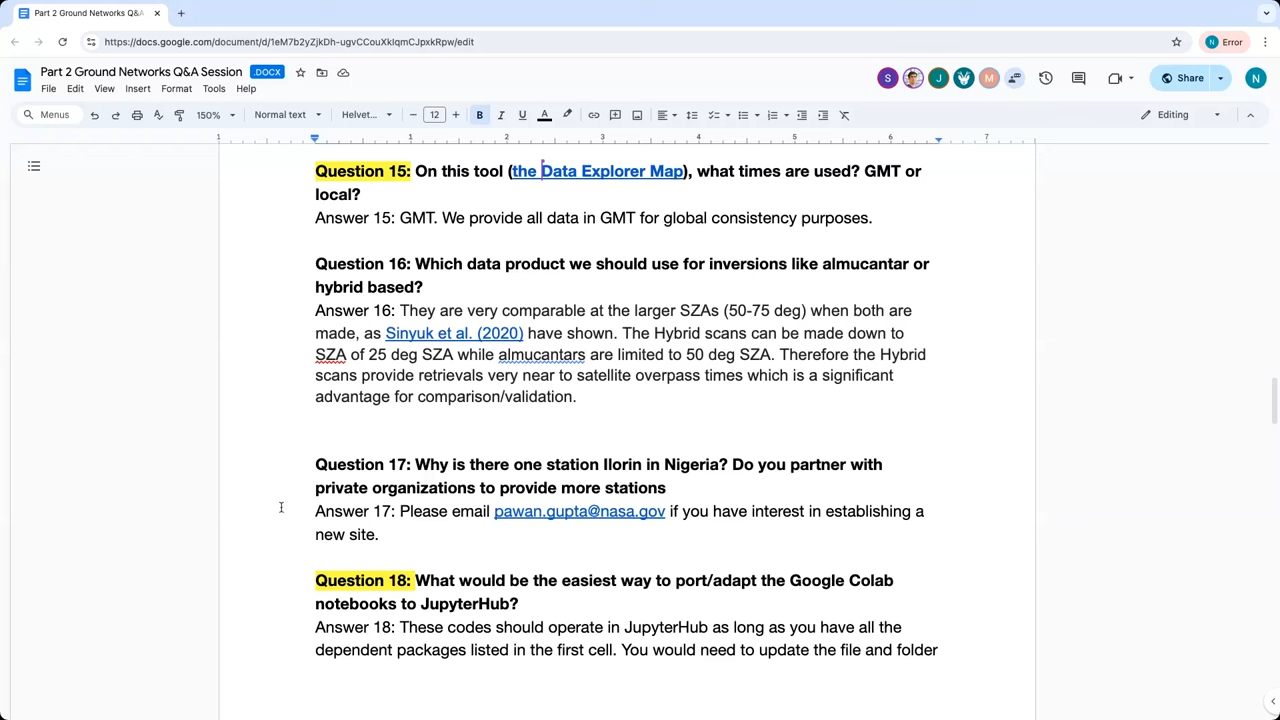 Part 2 Ground Networks Q&A
https://docs.google.com/document/d/1eM7b2yZjkDh-ugvCCouXkIqmCJpxkRpw/edit
N Error
Part 2 Ground Networks Q&A Session .DOCX
File Edit View Insert Format Tools Help
S J M Share N
Menus 150% Normal text Helvet... 12 B I U A Editing
1 1 2 3 4 5 6 7
Question 15: On this tool (the Data Explorer Map), what times are used? GMT or
local?
Answer 15: GMT. We provide all data in GMT for global consistency purposes.
Question 16: Which data product we should use for inversions like almucantar or
hybrid based?
Answer 16: They are very comparable at the larger SZAs (50-75 deg) when both are
made, as Sinyuk et al. (2020) have shown. The Hybrid scans can be made down to
SZA of 25 deg SZA while almucantars are limited to 50 deg SZA. Therefore the Hybrid
scans provide retrievals very near to satellite overpass times which is a significant
advantage for comparison/validation.
Question 17: Why is there one station Ilorin in Nigeria? Do you partner with
private organizations to provide more stations
Answer 17: Please email pawan.gupta@nasa.gov if you have interest in establishing a
new site.
Question 18: What would be the easiest way to port/adapt the Google Colab
notebooks to JupyterHub?
Answer 18: These codes should operate in JupyterHub as long as you have all the
dependent packages listed in the first cell. You would need to update the file and folder